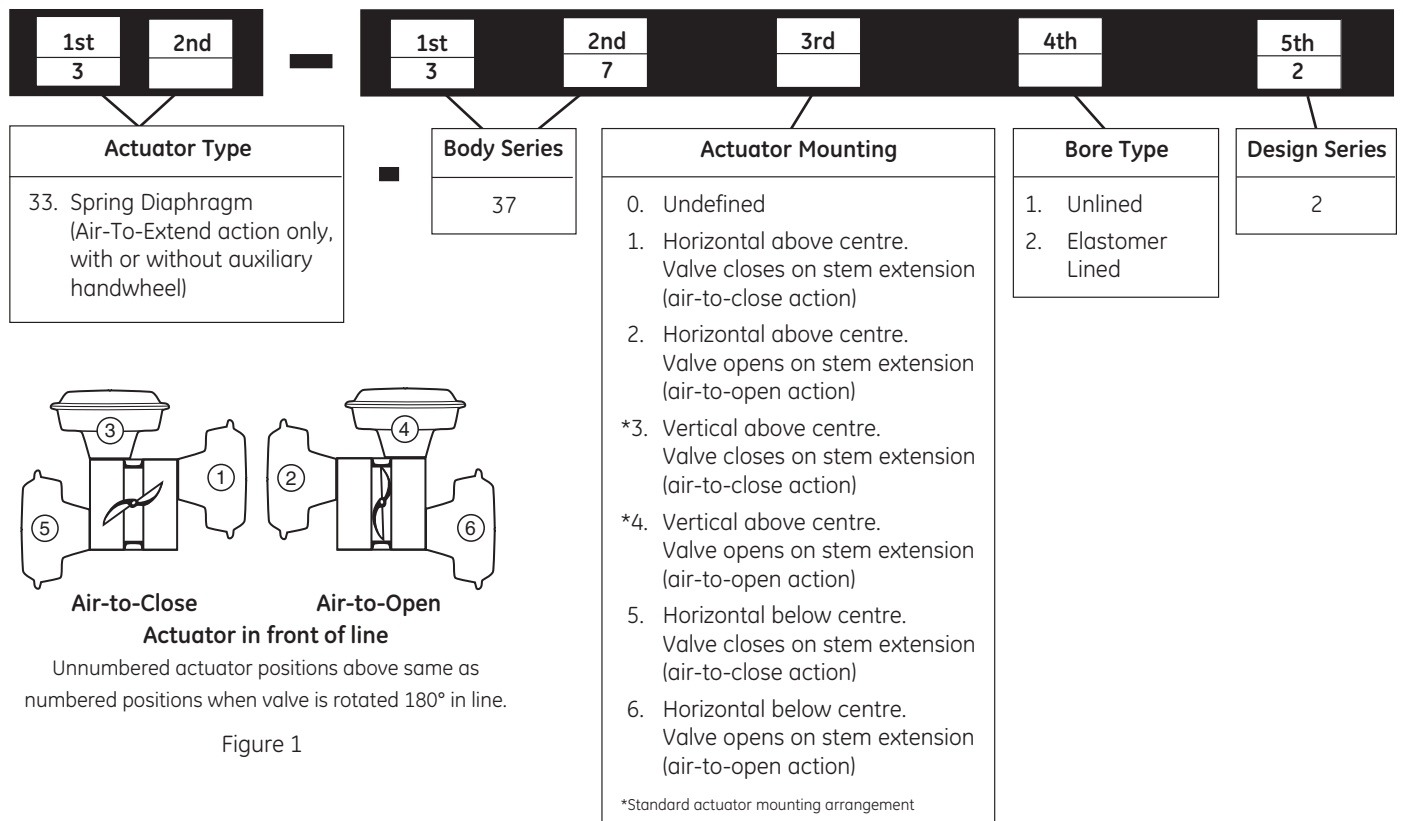 1st 2nd 1st 2nd 3rd 4th 5th
3 3 7 2
Actuator Type
33. Spring Diaphragm
(Air-To-Extend action only,
with or without auxiliary
handwheel)
Body Series
37
Actuator Mounting
0. Undefined
1. Horizontal above centre.
Valve closes on stem extension
(air-to-close action)
2. Horizontal above centre.
Valve opens on stem extension
(air-to-open action)
*3. Vertical above centre.
Valve closes on stem extension
(air-to-close action)
*4. Vertical above centre.
Valve opens on stem extension
(air-to-open action)
5. Horizontal below centre.
Valve closes on stem extension
(air-to-close action)
6. Horizontal below centre.
Valve opens on stem extension
(air-to-open action)
*Standard actuator mounting arrangement
Bore Type
1. Unlined
2. Elastomer
Lined
Design Series
2
3 4
1 2
5 6
Air-to-Close Air-to-Open
Actuator in front of line
Unnumbered actuator positions above same as
numbered positions when valve is rotated 180° in line.
Figure 1